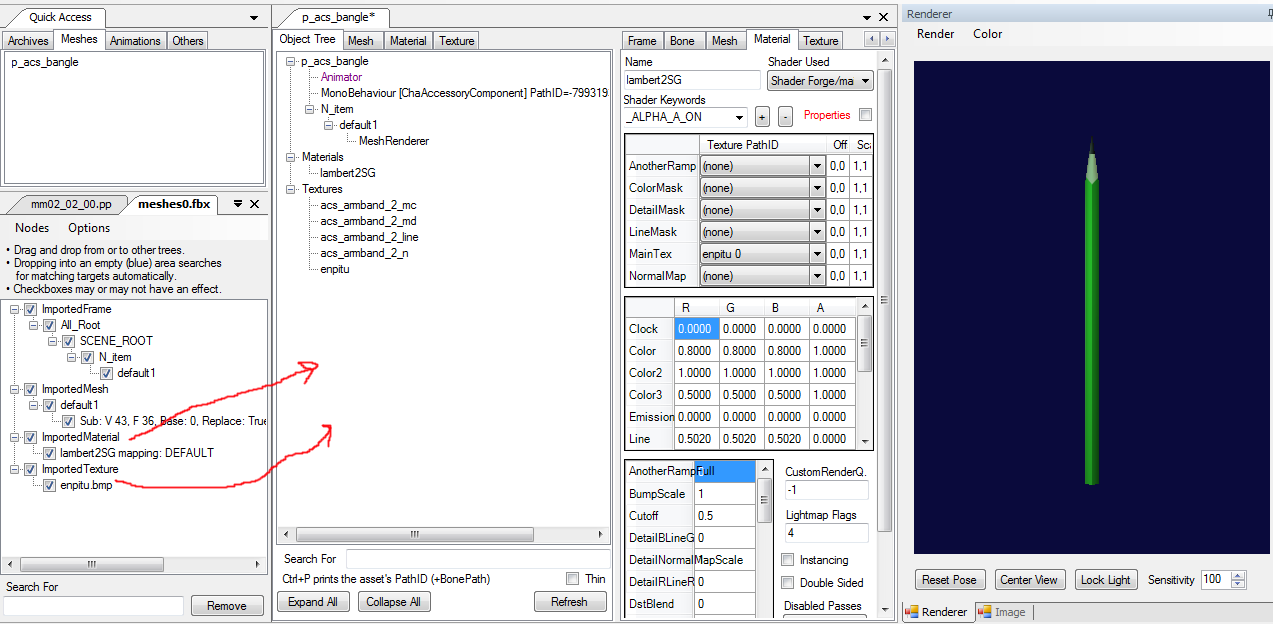 Quick Access
Archives
Meshes
Animations
Others
p_acs_bangle
mm02_02_00.pp
meshes0.fbx
Nodes
Options
• Drag and drop from or to other trees.
• Dropping into an empty (blue) area searches
for matching targets automatically.
• Checkboxes may or may not have an effect.
ImportedFrame
All_Root
SCENE_ROOT
N_item
default1
ImportedMesh
default1
Sub: V 43, F 36, Base: 0, Replace: True
ImportedMaterial
lambert2SG mapping: DEFAULT
ImportedTexture
enpitu.bmp
Search For
Remove
p_acs_bangle*
Object Tree
Mesh
Material
Texture
p_acs_bangle
Animator
MonoBehaviour [ChaAccessoryComponent] PathID=-799319
N_item
default1
MeshRenderer
Materials
lambert2SG
Textures
acs_armband_2_mc
acs_armband_2_md
acs_armband_2_line
acs_armband_2_n
enpitu
Search For
Ctrl+P prints the asset's PathID (+BonePath)
Thin
Expand All
Collapse All
Refresh
Frame
Bone
Mesh
Material
Texture
Name
Shader Used
lambert2SG
Shader Forge/ma
Shader Keywords
_ALPHA_A_ON
+
-
Properties
Texture PathID Off Sc
AnotherRamp (none) 0,0 1,1
ColorMask (none) 0,0 1,1
DetailMask (none) 0,0 1,1
LineMask (none) 0,0 1,1
MainTex enpitu 0 0,0 1,1
NormalMap (none) 0,0 1,1
R G B A
Clock 0.0000 0.0000 0.0000 0.0000
Color 0.8000 0.8000 0.8000 1.0000
Color2 1.0000 1.0000 1.0000 1.0000
Color3 0.5000 0.5000 0.5000 1.0000
Emission 0.0000 0.0000 0.0000 0.0000
Line 0.5020 0.5020 0.5020 0.0000
AnotherRampFull
BumpScale 1
Cutoff 0.5
DetailBLineG 0
DetailNormalMapScale
DetailRLineR 0
DstBlend 0
CustomRenderQ.
-1
Lightmap Flags
4
Instancing
Double Sided
Disabled Passes
Renderer
Render
Color
Reset Pose
Center View
Lock Light
Sensitivity
100
Renderer
Image